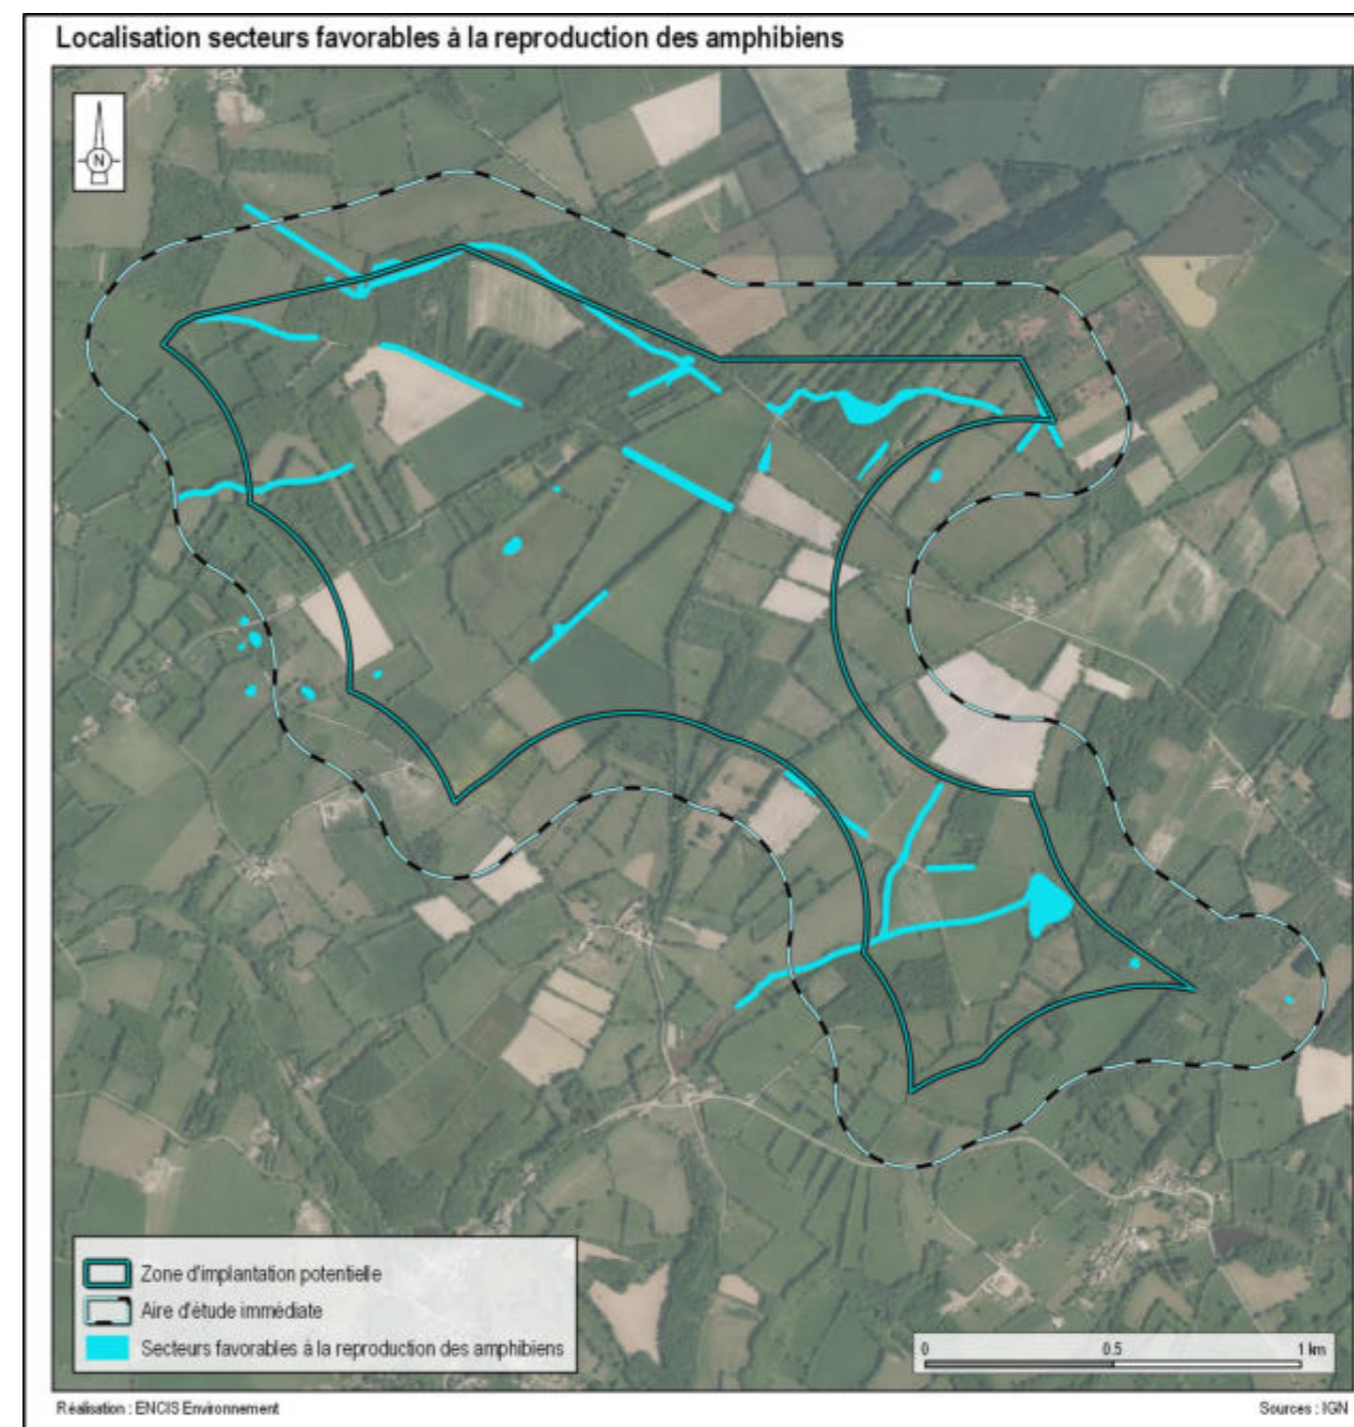 Localisation secteurs favorables à la reproduction des amphibiens
N
Zone d'implantation potentielle
Aire d'étude immédiate
Secteurs favorables à la reproduction des amphibiens
0 0.5 1 km
Réalisation : ENCIS Environnement
Sources : IGN